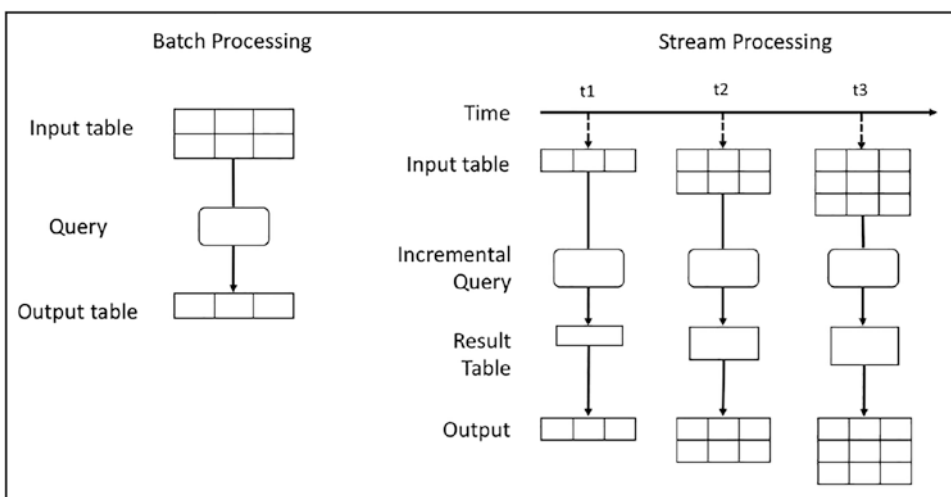 Batch Processing
Input table
Query
Output table
Stream Processing
t1 t2 t3
Time
Input table
Incremental
Query
Result
Table
Output